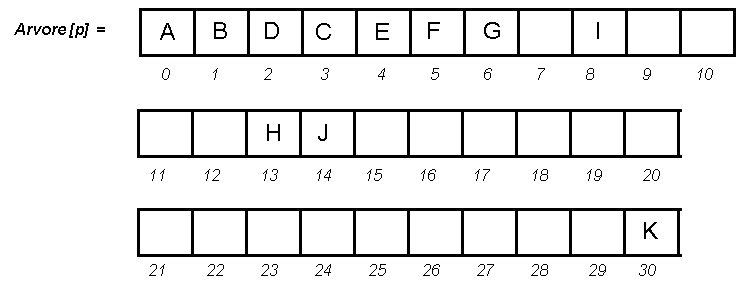 Arvore[p] = A B D C E F G I
0 1 2 3 4 5 6 7 8 9 10
H J
11 12 13 14 15 16 17 18 19 20
K
21 22 23 24 25 26 27 28 29 30